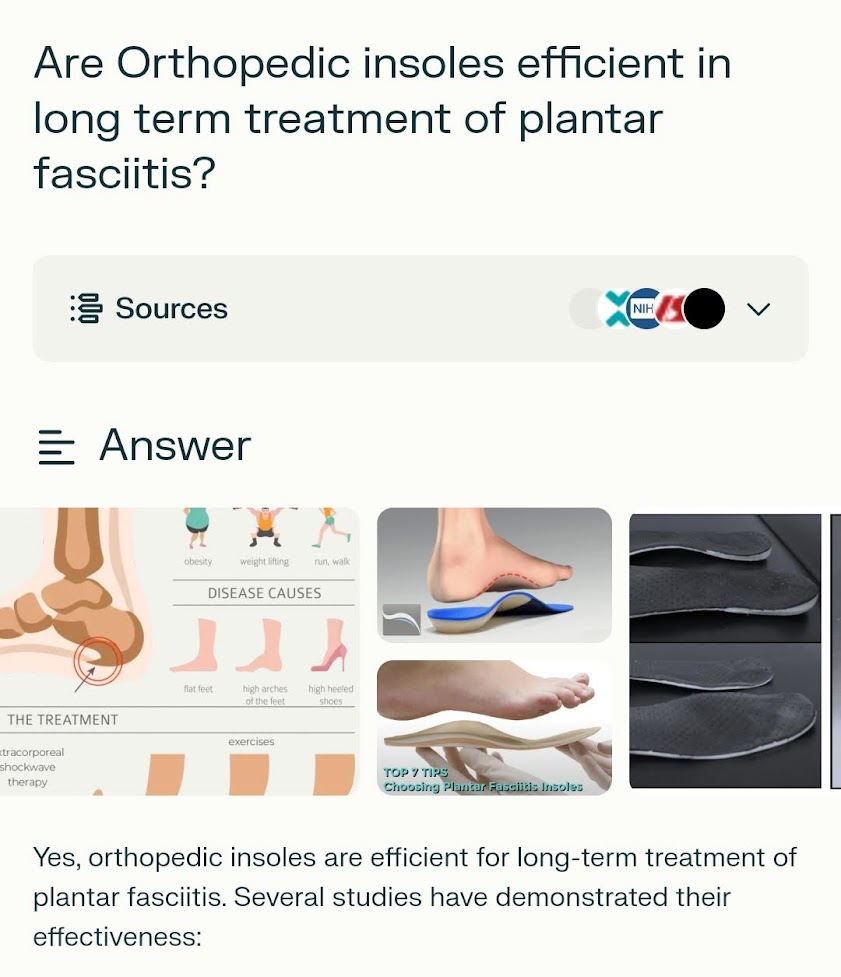 Are Orthopedic insoles efficient in
long term treatment of plantar
fasciitis?
Sources
NIH
Answer
obesity weight lifting run, walk
DISEASE CAUSES
flat feet high arches high heeled
of the feet shoes
THE TREATMENT
exercises
xtracorporeal
shockwave
therapy
TOP 7 TIPS
Choosing Plantar Fasciitis Insoles
Yes, orthopedic insoles are efficient for long-term treatment of
plantar fasciitis. Several studies have demonstrated their
effectiveness: